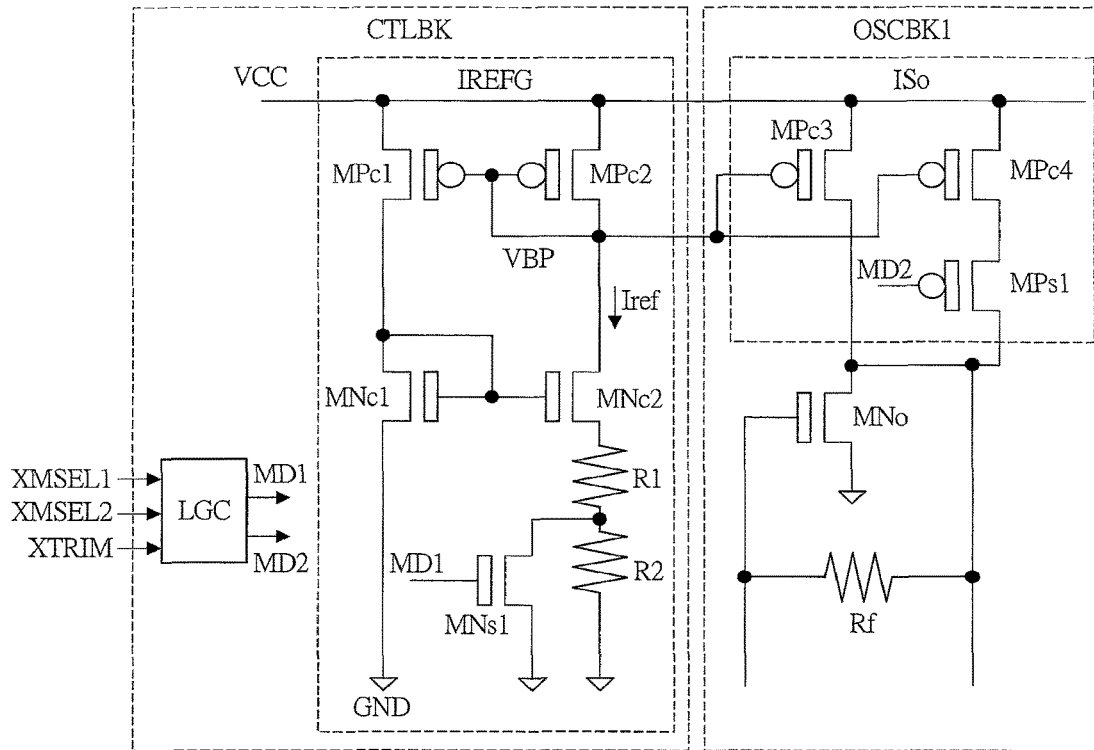 CTLBK
OSCBK1
VCC
IREFG
ISo
MPc3
MPc1
MPc2
MPc4
VBP
MD2
MPs1
Iref
MNc1
MNc2
MNo
XMSEL1
XMSEL2
XTRIM
LGC
MD1
MD2
R1
MD1
R2
MNs1
Rf
GND